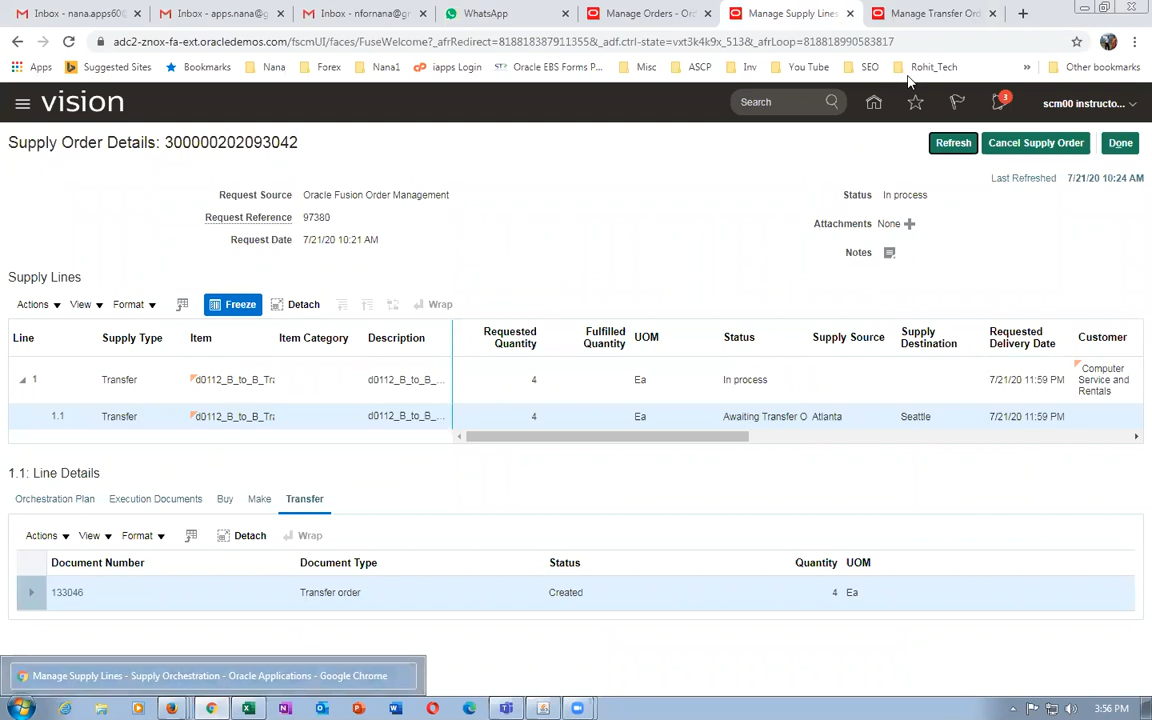 Inbox - nana.apps60@ Inbox - apps.nana@g Inbox - nfornana@gr WhatsApp Manage Orders - Orc Manage Supply Lines Manage Transfer Ord
adc2-znox-fa-ext.oracledemos.com/fscmUI/faces/FuseWelcome?_afrRedirect=8188183879113​55&_adf.ctrl-state=vxt3k4k9x_513&_afrLoop=818818990583817
Apps Suggested Sites Bookmarks Nana Forex Nana1 iapps Login Oracle EBS Forms P... Misc ASCP Inv You Tube SEO Rohit_Tech » Other bookmarks
vision Search 3 scm00 instructo...
Supply Order Details: 300000202093042 Refresh Cancel Supply Order Done
Last Refreshed 7/21/20 10:24 AM
Request Source Oracle Fusion Order Management Status In process
Request Reference 97380 Attachments None
Request Date 7/21/20 10:21 AM Notes
Supply Lines
Actions View Format Freeze Detach Wrap
Line Supply Type Item Item Category Description Requested Quantity Fulfilled Quantity UOM Status Supply Source Supply Destination Requested Delivery Date Customer
1 Transfer d0112_B_to_B_Tra d0112_B_to_B_... 4 Ea In process 7/21/20 11:59 PM Computer Service and Rentals
1.1 Transfer d0112_B_to_B_Tra d0112_B_to_B_... 4 Ea Awaiting Transfer O Atlanta Seattle 7/21/20 11:59 PM
1.1: Line Details
Orchestration Plan Execution Documents Buy Make Transfer
Actions View Format Detach Wrap
Document Number Document Type Status Quantity UOM
133046 Transfer order Created 4 Ea
Manage Supply Lines - Supply Orchestration - Oracle Applications - Google Chrome
3:56 PM